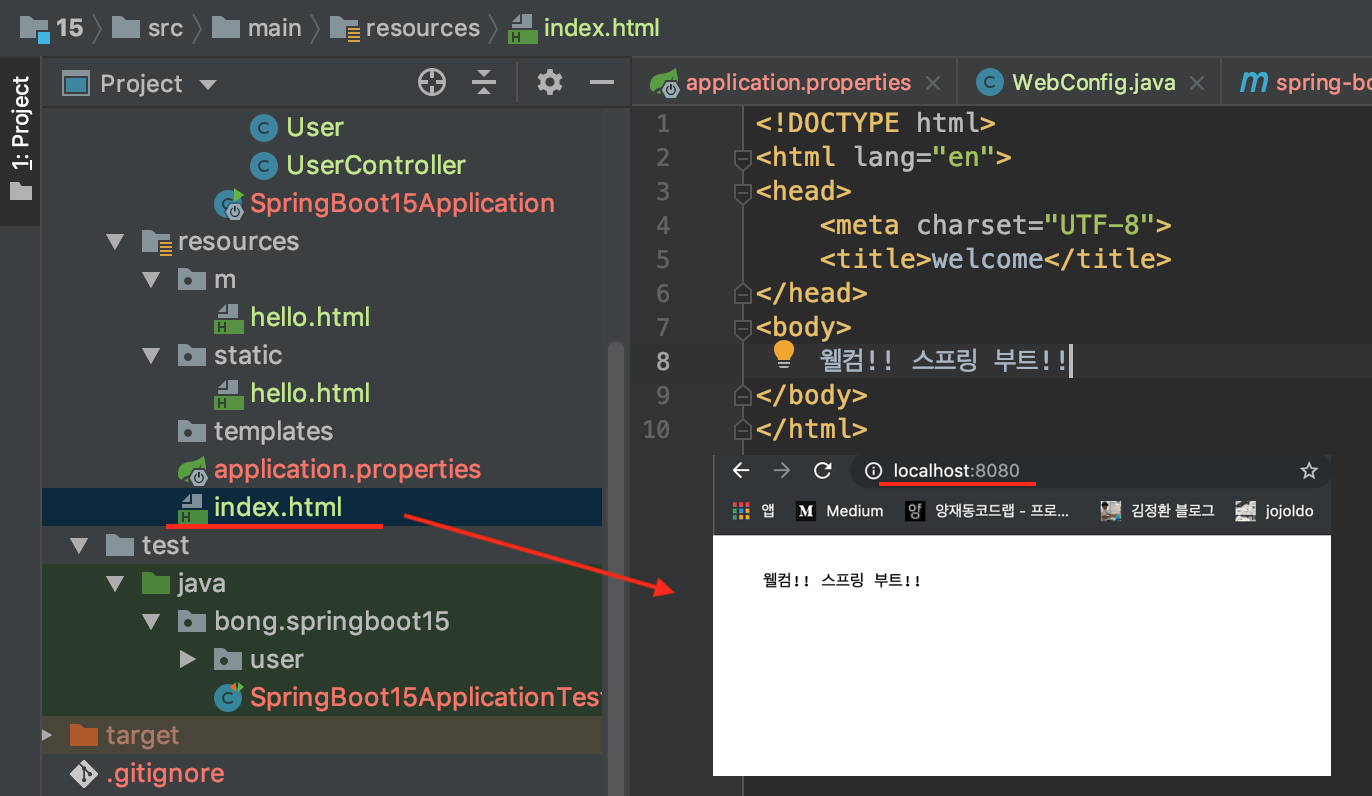 15 src main resources index.html
1: Project
Project
application.properties WebConfig.java spring-bo
User
UserController
SpringBoot15Application
resources
m
hello.html
static
hello.html
templates
application.properties
index.html
test
java
bong.springboot15
user
SpringBoot15ApplicationTes
target
.gitignore
1 <!DOCTYPE html>
2 <html lang="en">
3 <head>
4 <meta charset="UTF-8">
5 <title>welcome</title>
6 </head>
7 <body>
8 웰컴!! 스프링 부트!!
9 </body>
10 </html>
localhost:8080
앱 Medium 양재동코드랩 - 프로... 김정환 블로그 jojoldo
웰컴!! 스프링 부트!!